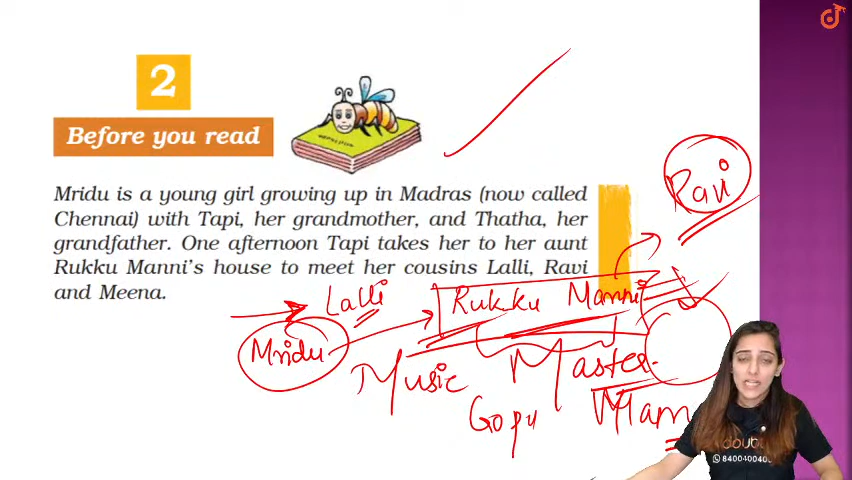 2
Before you read
Mridu is a young girl growing up in Madras (now called
Chennai) with Tapi, her grandmother, and Thatha, her
grandfather. One afternoon Tapi takes her to her aunt
Rukku Manni's house to meet her cousins Lalli, Ravi
and Meena.
Ravi
Lalli
Rukku Manni
Mridu
Music Master
Gopu Mam
8400400400